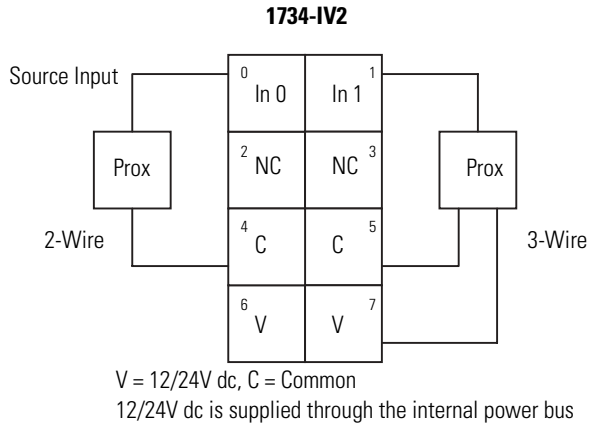 1734-IV2
Source Input
0 In 0
1 In 1
Prox
2 NC
NC 3
Prox
2-Wire
4 C
C 5
3-Wire
6 V
V 7
V = 12/24V dc, C = Common
12/24V dc is supplied through the internal power bus